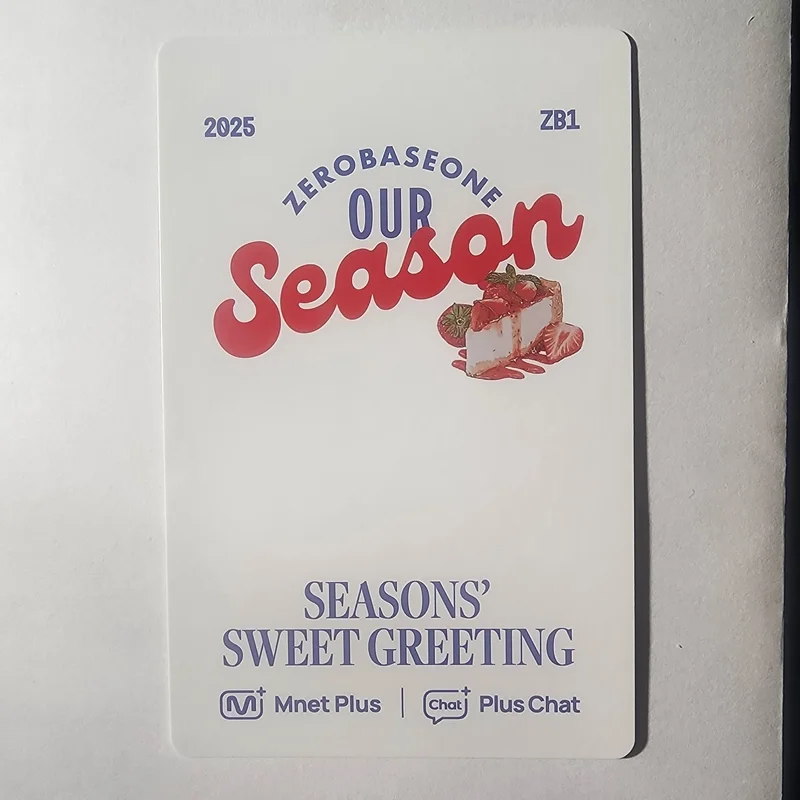 2025 ZB1
ZEROBASEONE
OUR
Season
SEASONS’
SWEET GREETING
M+ Mnet Plus | Chat+ Plus Chat